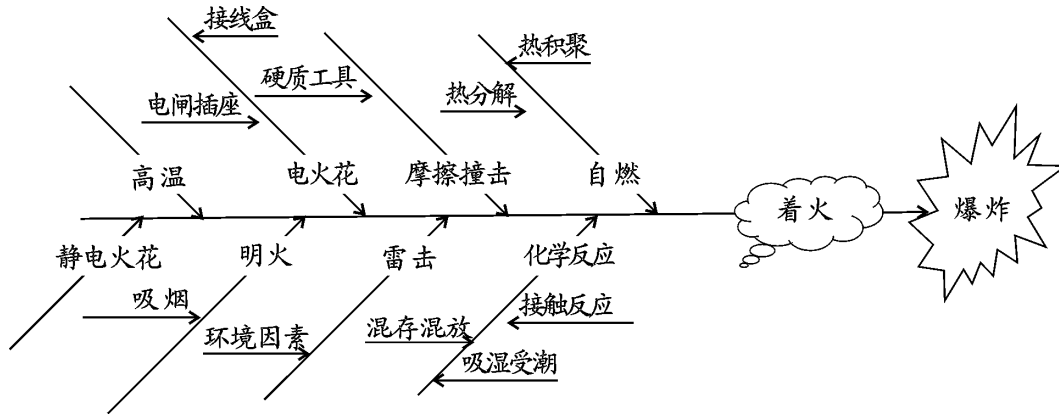 接线盒
硬质工具
热积聚
电闸插座
热分解
高温
电火花
摩擦撞击
自燃
着火
爆炸
静电火花
明火
雷击
化学反应
吸烟
环境因素
混存混放
接触反应
吸湿受潮